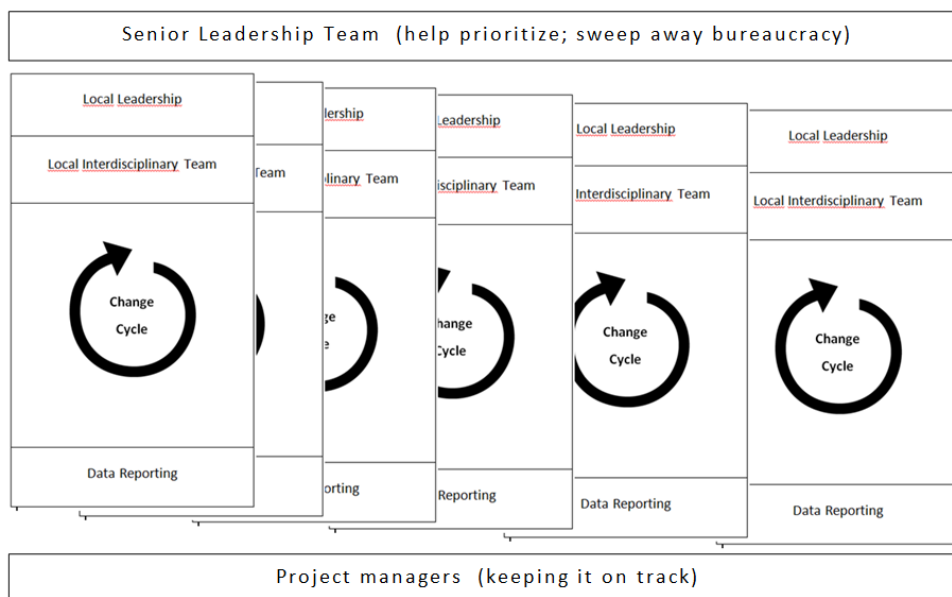 Senior Leadership Team (help prioritize; sweep away bureaucracy)
Local Leadership
Local Interdisciplinary Team
Change
Cycle
Data Reporting
Team
lership
linary Team
ge
e
orting
Leadership
isciplinary Team
hange
Cycle
Reporting
Local Leadership
Interdisciplinary Team
Change
Cycle
Data Reporting
Local Leadership
Local Interdisciplinary Team
Change
Cycle
Data Reporting
Project managers (keeping it on track)